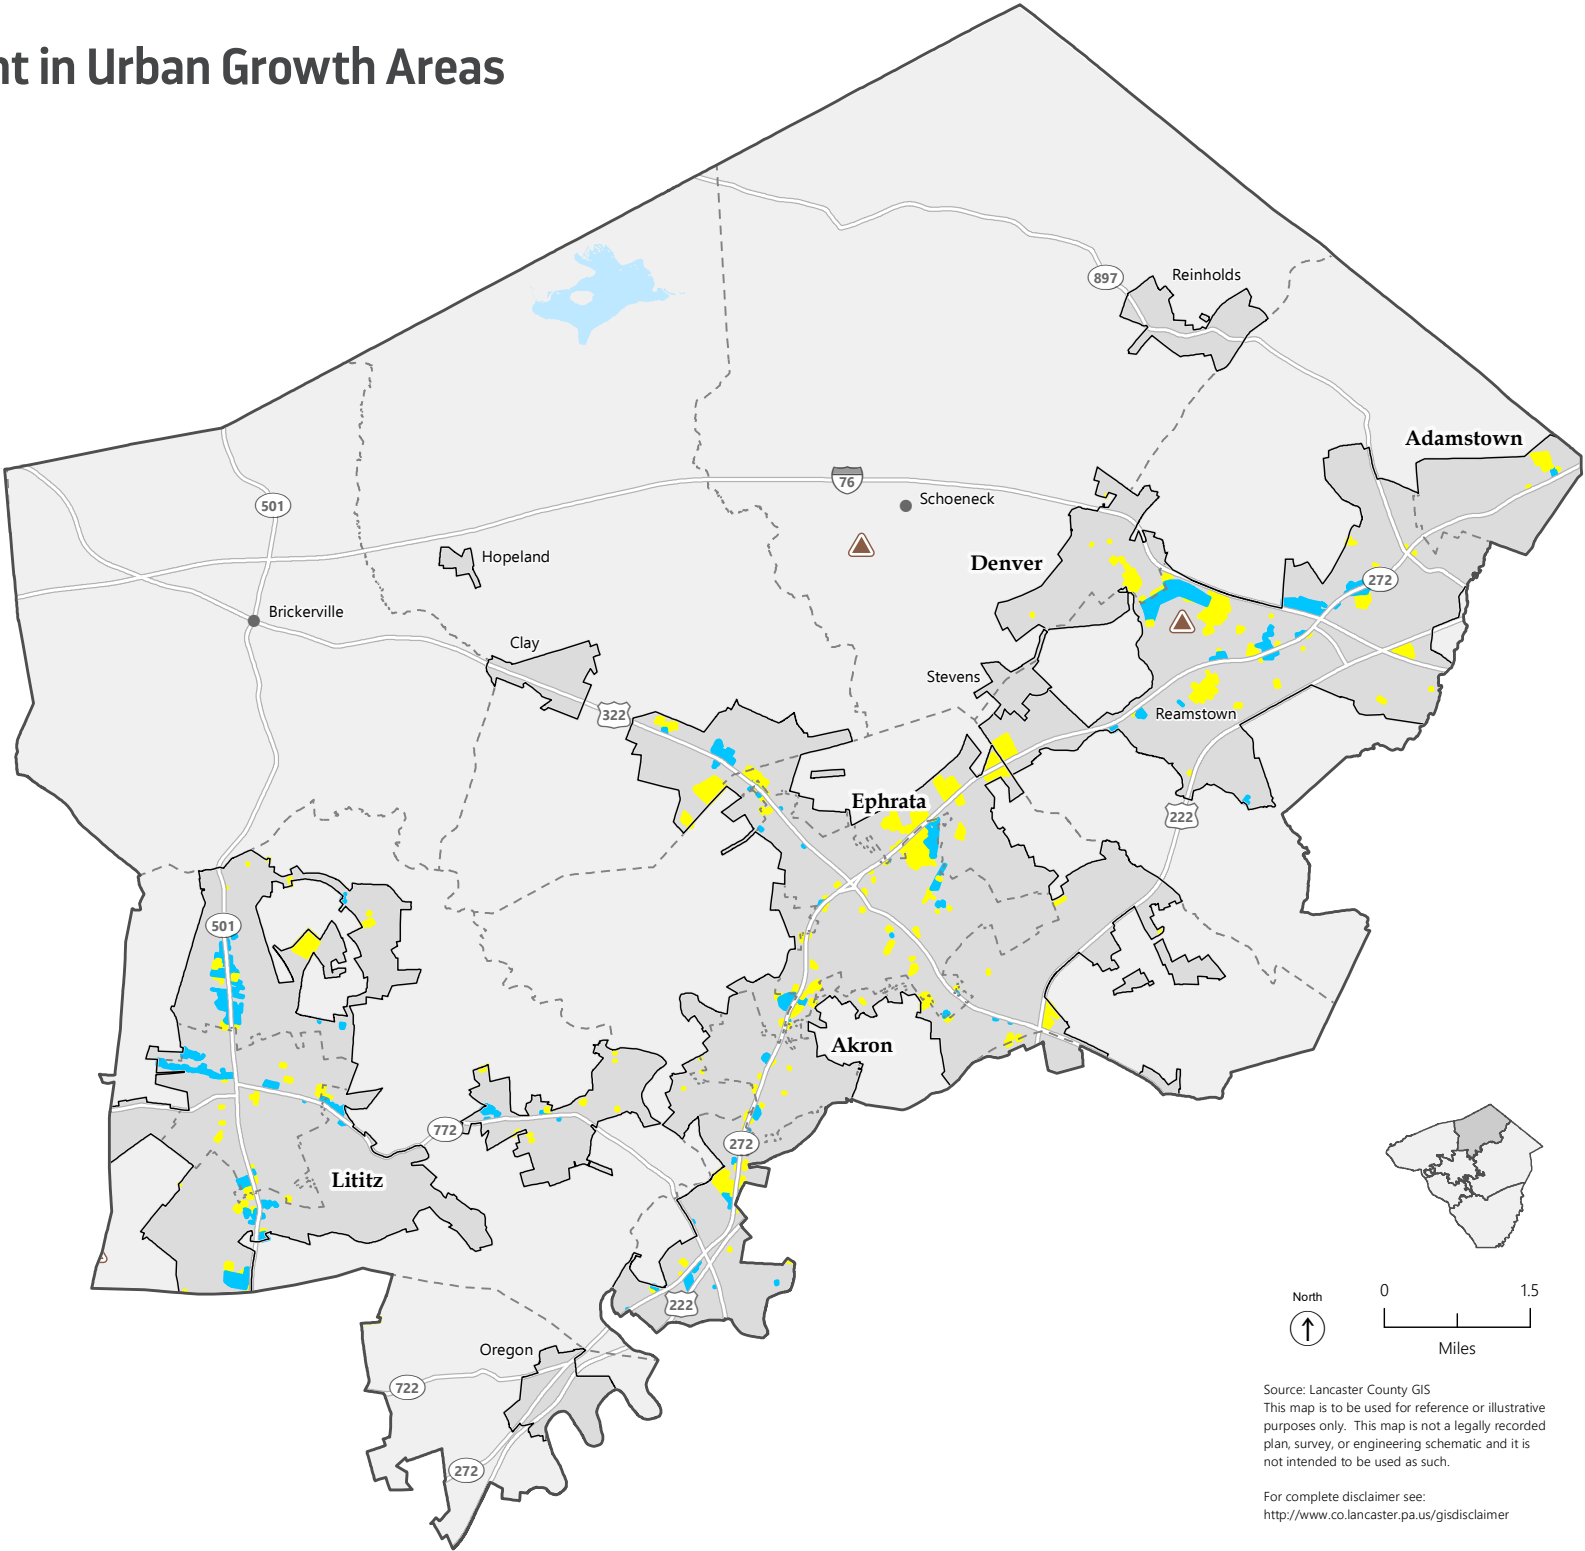 nt in Urban Growth Areas
897
Reinholds
Adamstown
501
76
Schoeneck
Hopeland
Denver
272
Brickerville
Clay
Stevens
322
Reamstown
Ephrata
222
501
Akron
772
272
Lititz
222
Oregon
722
272
North
0 1.5
Miles
Source: Lancaster County GIS
This map is to be used for reference or illustrative
purposes only. This map is not a legally recorded
plan, survey, or engineering schematic and it is
not intended to be used as such.
For complete disclaimer see:
http://www.co.lancaster.pa.us/gisdisclaimer